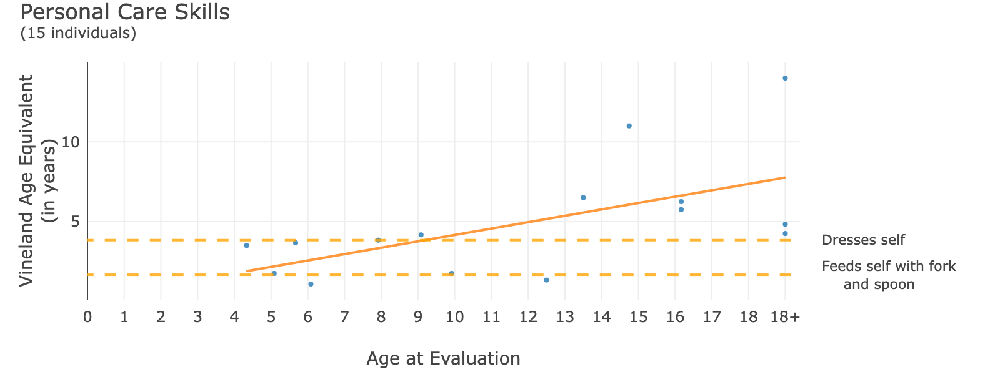 Personal Care Skills
(15 individuals)
Vineland Age Equivalent
(in years)
10
5
Dresses self
Feeds self with fork
and spoon
0 1 2 3 4 5 6 7 8 9 10 11 12 13 14 15 16 17 18 18+
Age at Evaluation